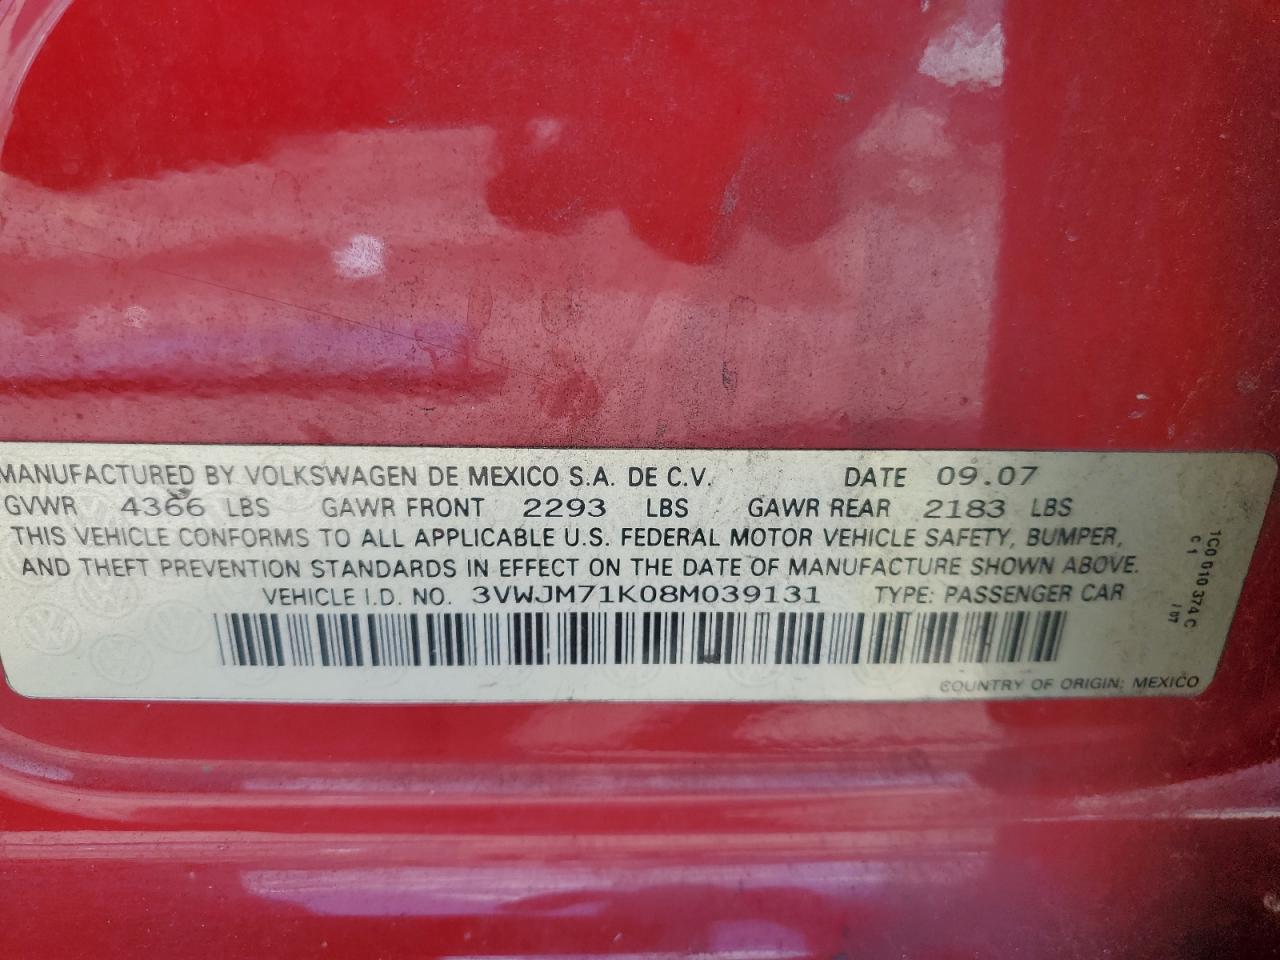 MANUFACTURED BY VOLKSWAGEN DE MEXICO S.A. DE C.V. DATE 09.07
GVWR 4366 LBS GAWR FRONT 2293 LBS GAWR REAR 2183 LBS
THIS VEHICLE CONFORMS TO ALL APPLICABLE U.S. FEDERAL MOTOR VEHICLE SAFETY, BUMPER,
AND THEFT PREVENTION STANDARDS IN EFFECT ON THE DATE OF MANUFACTURE SHOWN ABOVE.
VEHICLE I.D. NO. 3VWJM71K08M039131 TYPE: PASSENGER CAR
COUNTRY OF ORIGIN: MEXICO
1C0 010 374 C